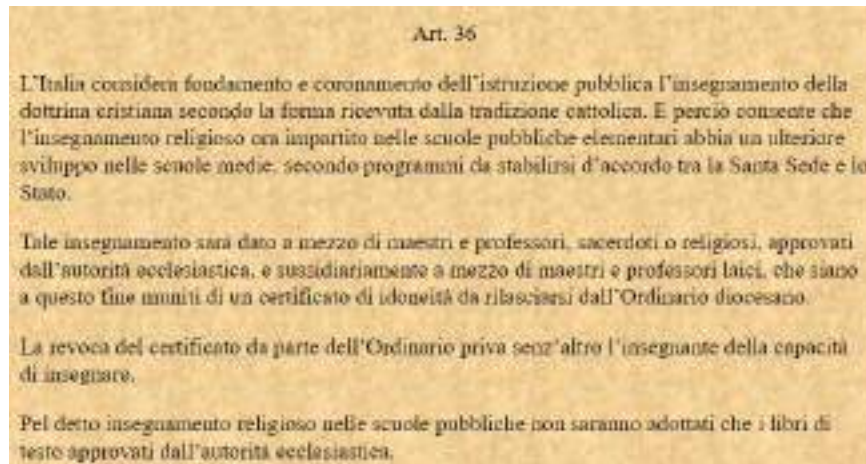 Art. 36
L'Italia considera fondamento e coronamento dell'istruzione pubblica l'insegnamento della
dottrina cristiana secondo la forma ricevuta dalla tradizione cattolica. E perciò consente che
l'insegnamento religioso ora impartito nelle scuole pubbliche elementari abbia un ulteriore
sviluppo nelle scuole medie, secondo programmi da stabilirsi d'accordo tra la Santa Sede e lo
Stato.
Tale insegnamento sarà dato a mezzo di maestri e professori, sacerdoti o religiosi, approvati
dall'autorità ecclesiastica, e sussidiariamente a mezzo di maestri e professori laici, che siano
a questo fine muniti di un certificato di idoneità da rilasciarsi dall'Ordinario diocesano.
La revoca del certificato da parte dell'Ordinario priva senz'altro l'insegnante della capacità
di insegnare.
Pel detto insegnamento religioso nelle scuole pubbliche non saranno adottati che i libri di
testo approvati dall'autorità ecclesiastica.